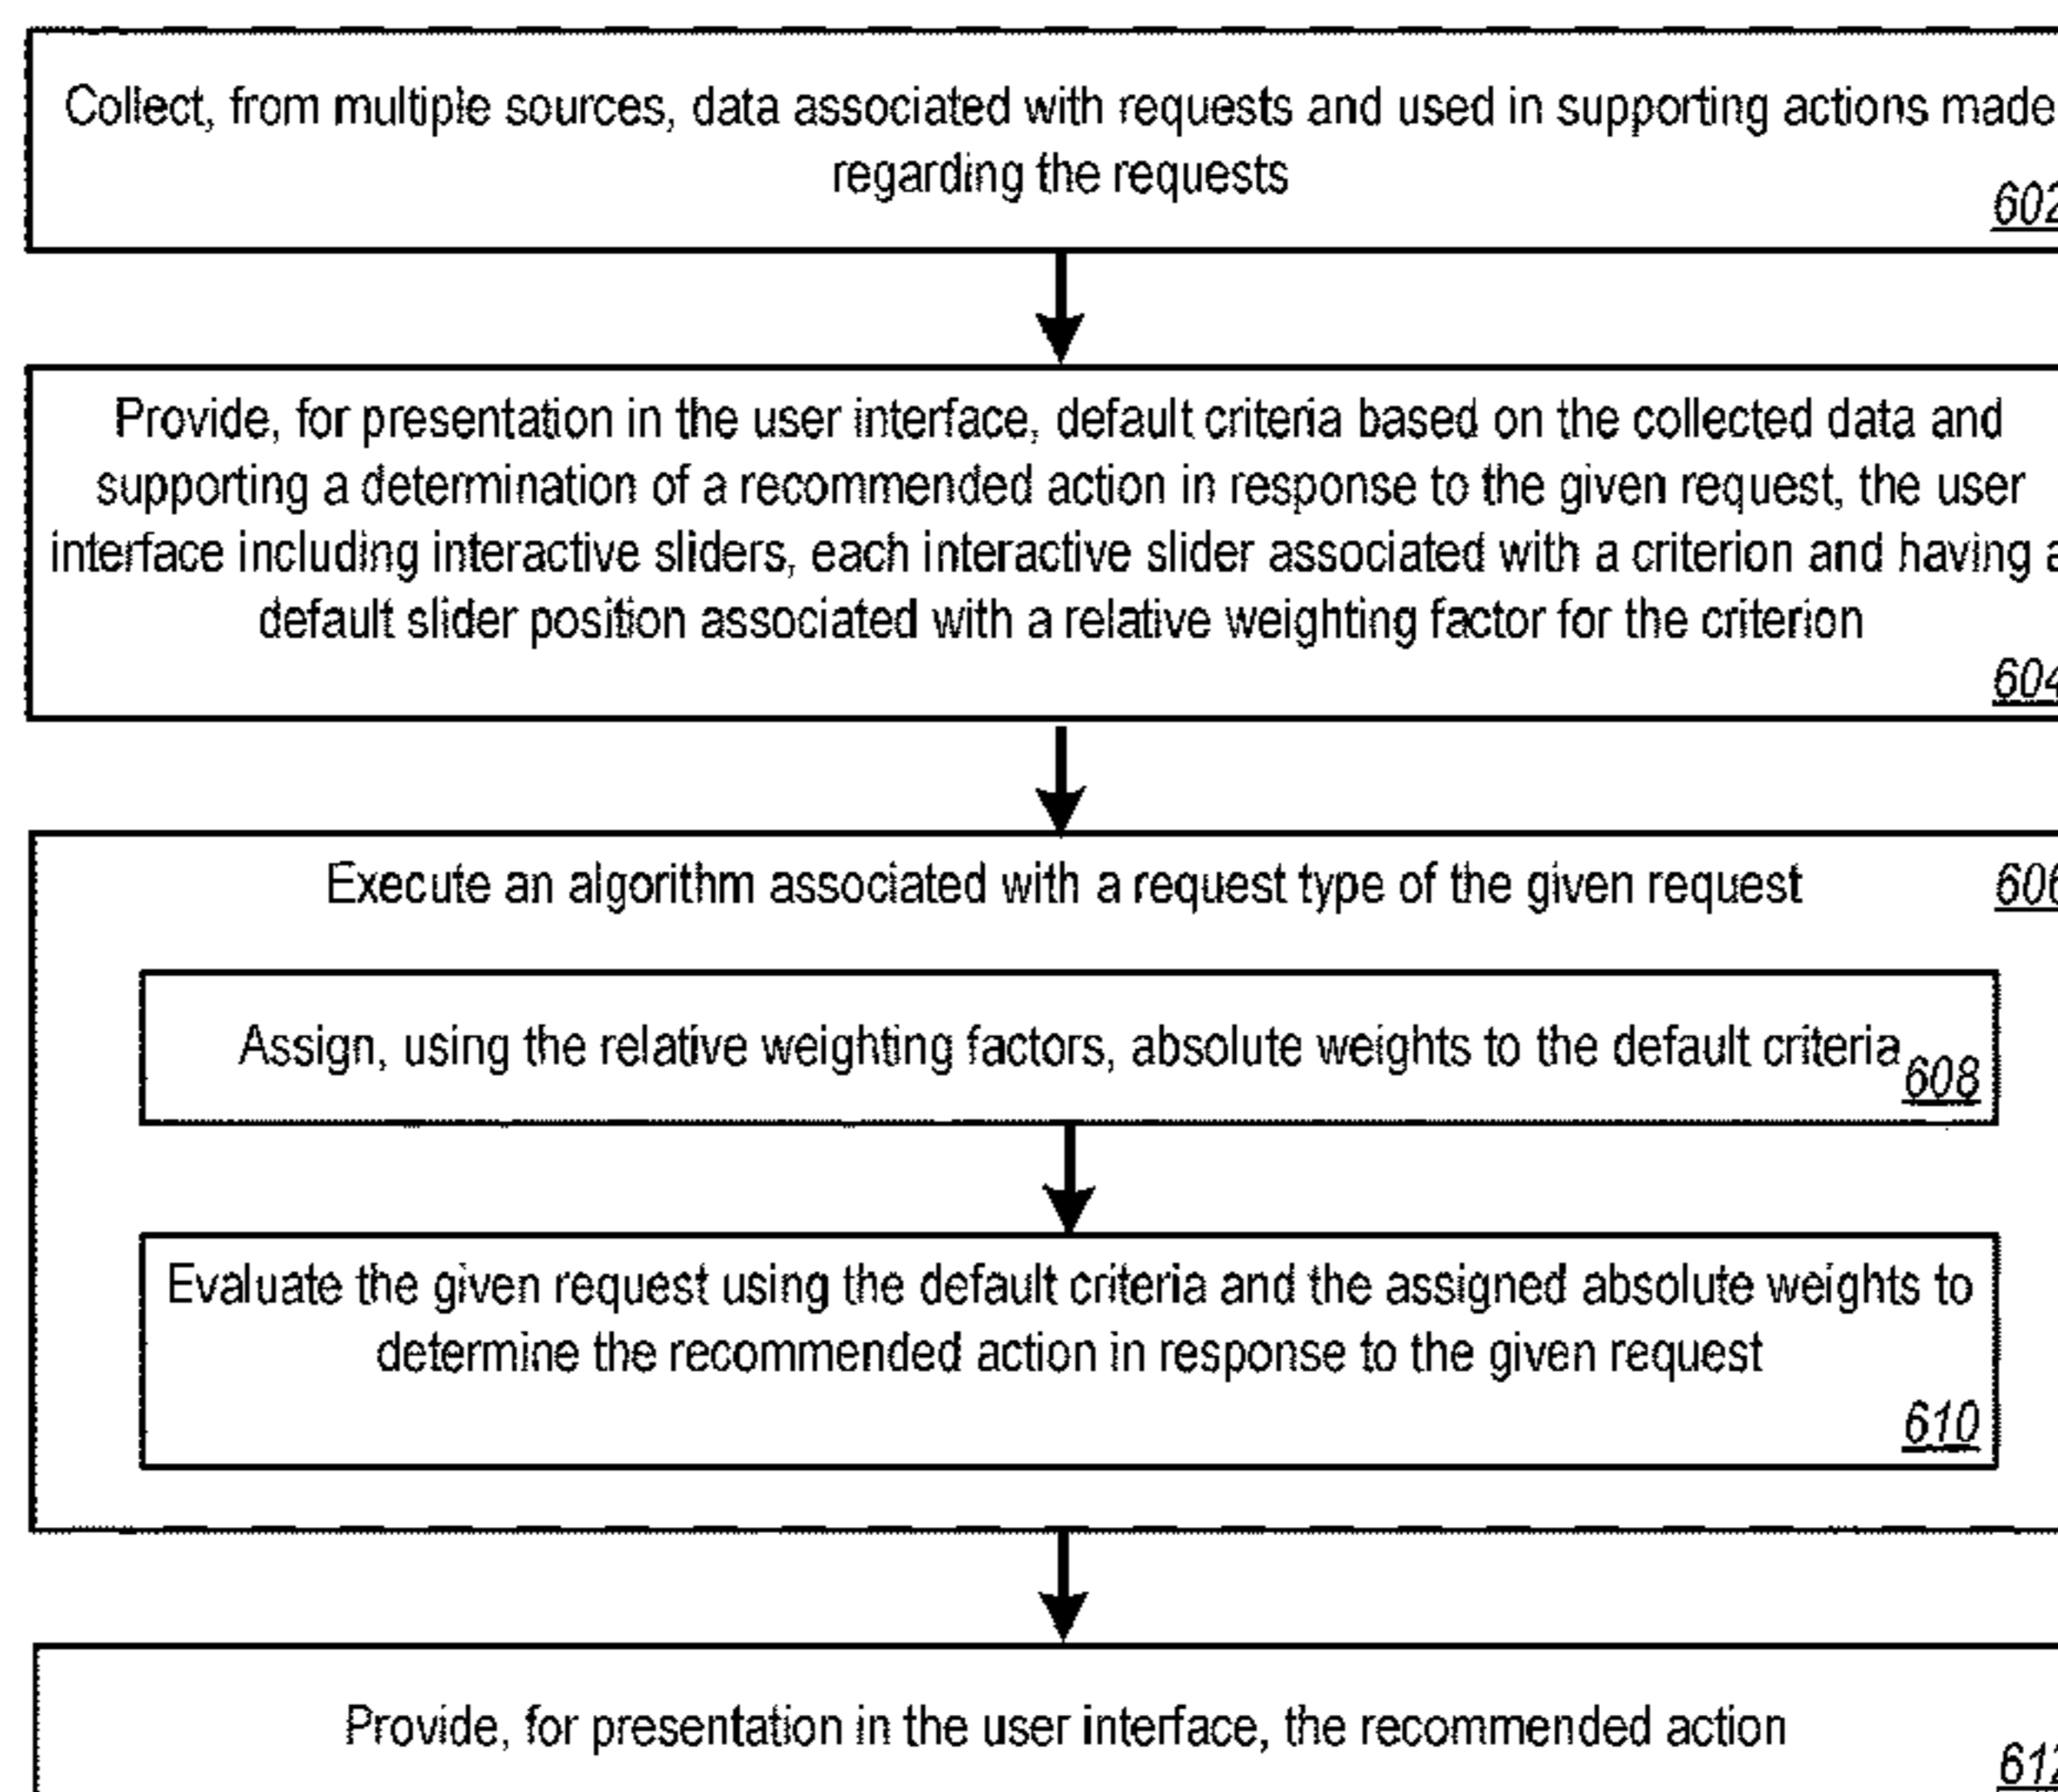 Collect, from multiple sources, data associated with requests and used in supporting actions made
regarding the requests
602
Provide, for presentation in the user interface, default criteria based on the collected data and
supporting a determination of a recommended action in response to the given request, the user
interface including interactive sliders, each interactive slider associated with a criterion and having a
default slider position associated with a relative weighting factor for the criterion
604
Execute an algorithm associated with a request type of the given request
606
Assign, using the relative weighting factors, absolute weights to the default criteria
608
Evaluate the given request using the default criteria and the assigned absolute weights to
determine the recommended action in response to the given request
610
Provide, for presentation in the user interface, the recommended action
612